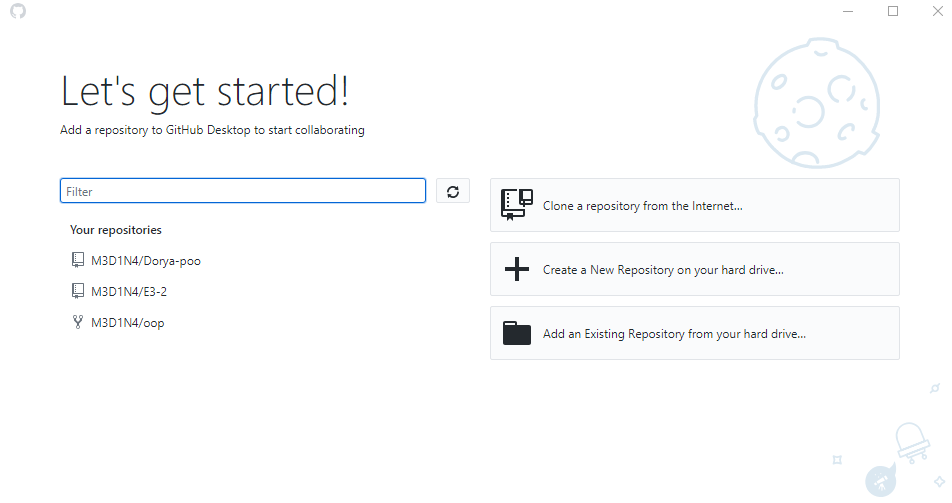 Let's get started!
Add a repository to GitHub Desktop to start collaborating
Filter
Your repositories
M3D1N4/Dorya-poo
M3D1N4/E3-2
M3D1N4/oop
Clone a repository from the Internet...
Create a New Repository on your hard drive...
Add an Existing Repository from your hard drive...